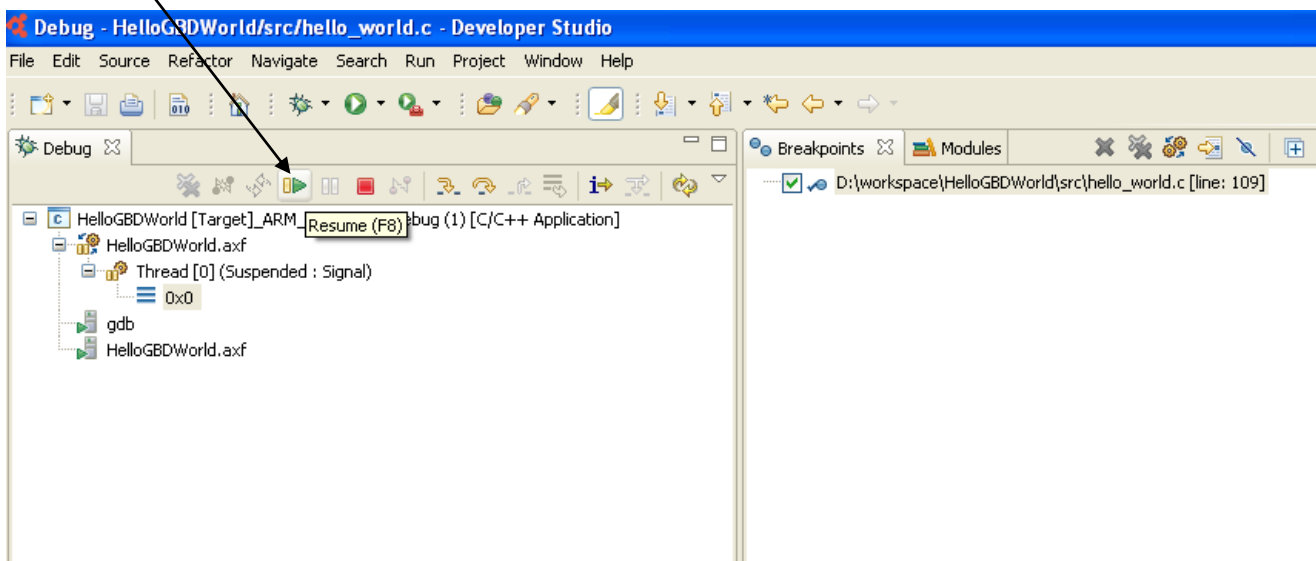 Debug - HelloGBDWorld/src/hello_world.c - Developer Studio
File Edit Source Refactor Navigate Search Run Project Window Help
010
Debug
Breakpoints
Modules
HelloGBDWorld [Target]_ARM_ ebug (1) [C/C++ Application]
Resume (F8)
HelloGBDWorld.axf
Thread [0] (Suspended : Signal)
0x0
gdb
HelloGBDWorld.axf
D:\workspace\HelloGBDWorld\src\hello_world.c [line: 109]